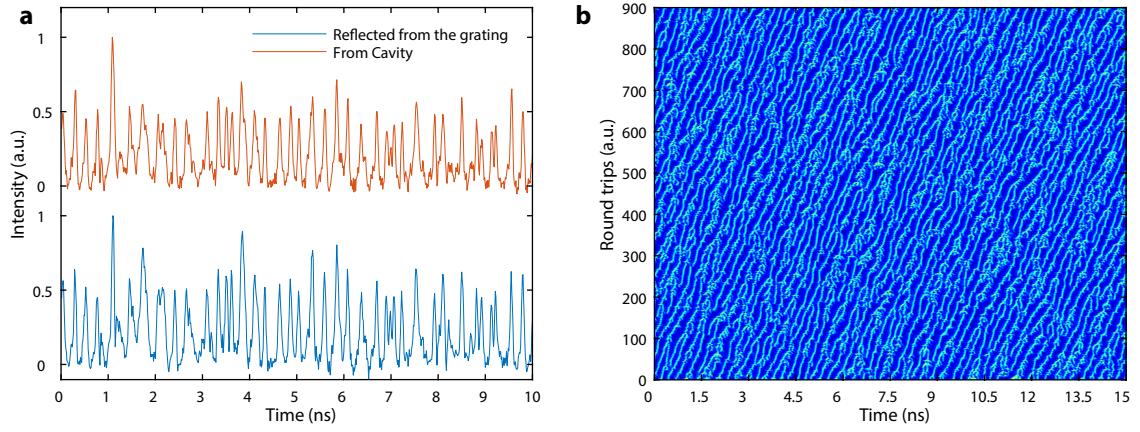 a
Intensity (a.u.)
1
0.5
0
1
0.5
0
Reflected from the grating
From Cavity
0 1 2 3 4 5 6 7 8 9 10
Time (ns)
b
Round trips (a.u.)
900
800
700
600
500
400
300
200
100
0
0 1.5 3 4.5 6 7.5 9 10.5 12 13.5 15
Time (ns)